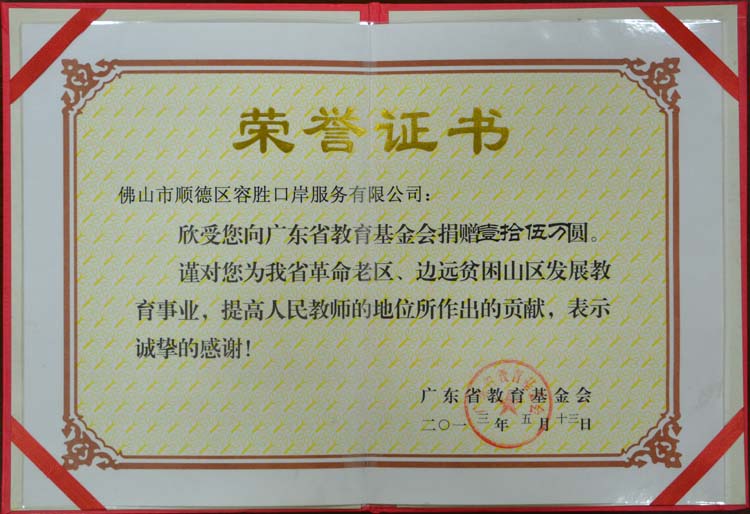 荣誉证书
佛山市顺德区容胜口岸服务有限公司：
欣受您向广东省教育基金会捐赠壹拾伍万圆。
谨对您为我省革命老区、边远贫困山区发展教
育事业，提高人民教师的地位所作出的贡献，表示
诚挚的感谢！
广东省教育基金会
二〇一三年五月十三日